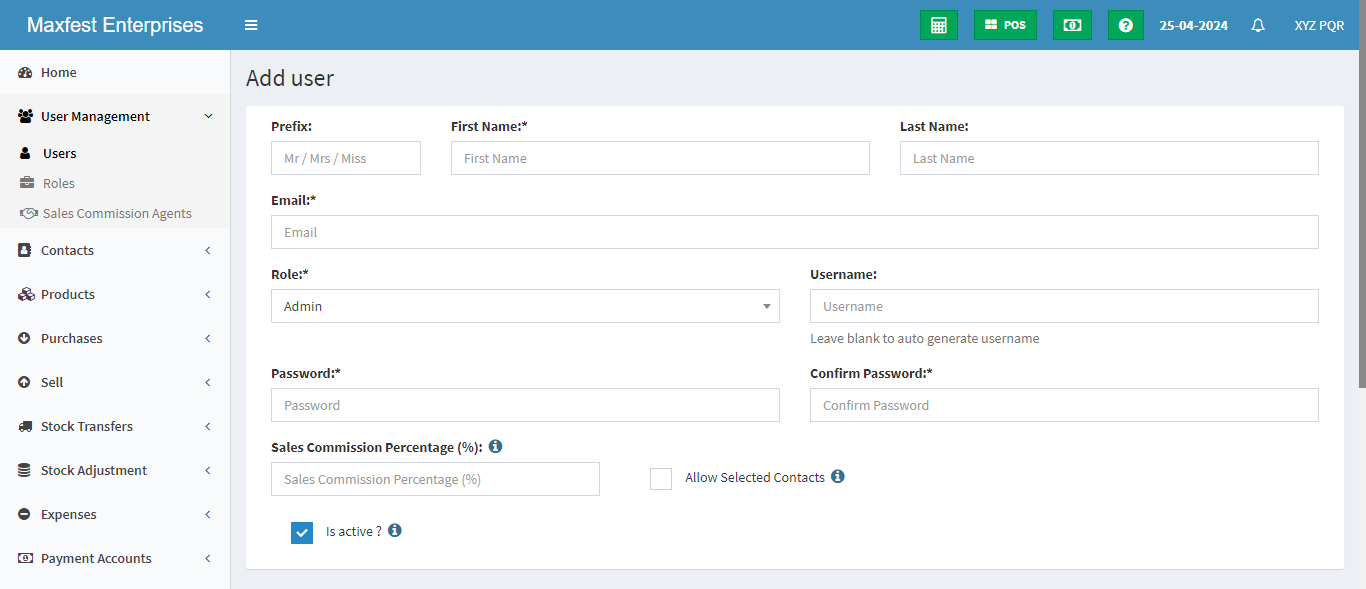 Maxfest Enterprises
POS
25-04-2024
XYZ PQR
Home
User Management
Users
Roles
Sales Commission Agents
Contacts
Products
Purchases
Sell
Stock Transfers
Stock Adjustment
Expenses
Payment Accounts
Add user
Prefix:
First Name:*
Last Name:
Mr / Mrs / Miss
First Name
Last Name
Email:*
Email
Role:*
Username:
Admin
Username
Leave blank to auto generate username
Password:*
Confirm Password:*
Password
Confirm Password
Sales Commission Percentage (%):
Sales Commission Percentage (%)
Allow Selected Contacts
Is active ?